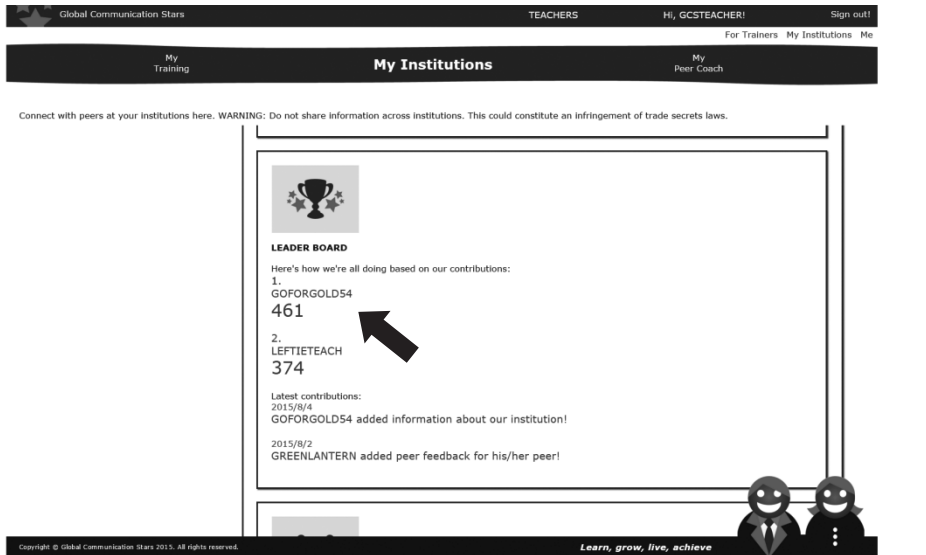 Global Communication Stars
TEACHERS
Hi, GCSTEACHER!
Sign out!
For Trainers My Institutions Me
My
Training
My Institutions
My
Peer Coach
Connect with peers at your institutions here. WARNING: Do not share information across institutions. This could constitute an infringement of trade secrets laws.
LEADER BOARD
Here's how we're all doing based on our contributions:
1.
GOFORGOLD54
461
2.
LEFTIETEACH
374
Latest contributions:
2015/8/4
GOFORGOLD54 added information about our institution!
2015/8/2
GREENLANTERN added peer feedback for his/her peer!
Copyright © Global Communication Stars 2015. All rights reserved.
Learn, grow, live, achieve